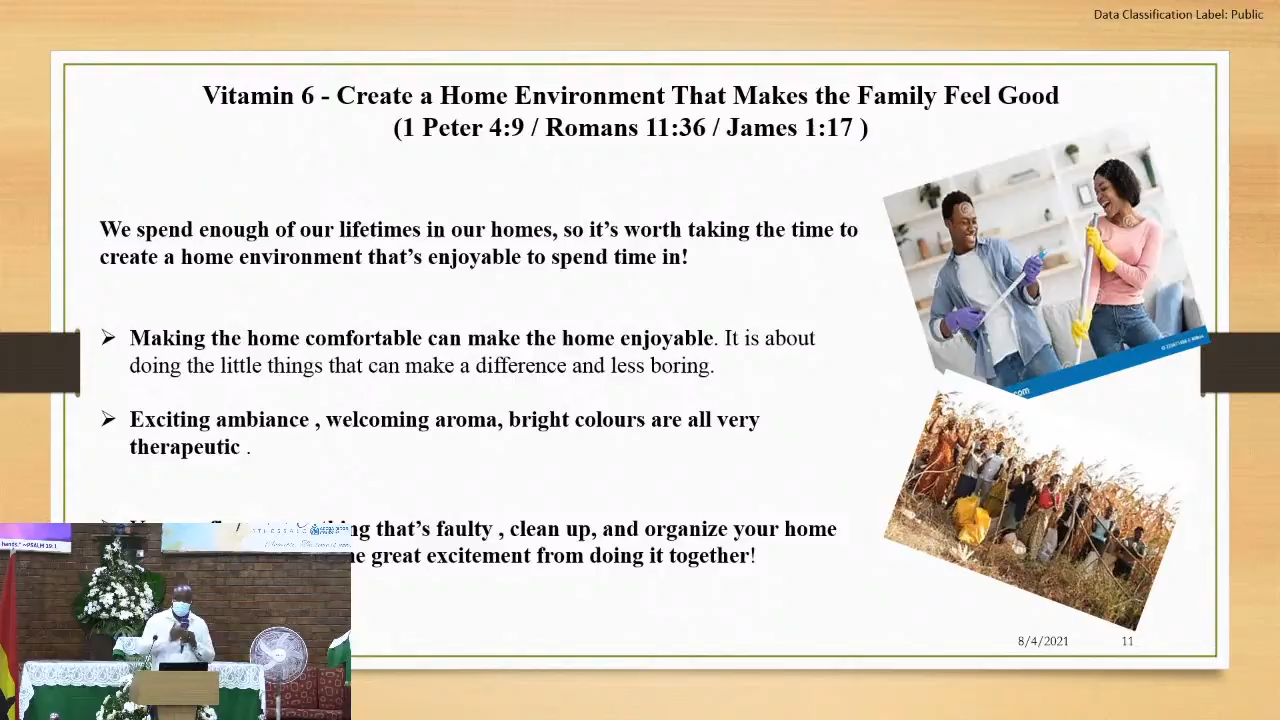 Data Classification Label: Public
Vitamin 6 - Create a Home Environment That Makes the Family Feel Good
(1 Peter 4:9 / Romans 11:36 / James 1:17 )
We spend enough of our lifetimes in our homes, so it’s worth taking the time to
create a home environment that’s enjoyable to spend time in!
➢ Making the home comfortable can make the home enjoyable. It is about
doing the little things that can make a difference and less boring.
➢ Exciting ambiance , welcoming aroma, bright colours are all very
therapeutic .
that’s faulty , clean up, and organize your home
great excitement from doing it together!
hands." ~PSALM 19:1
8/4/2021 11